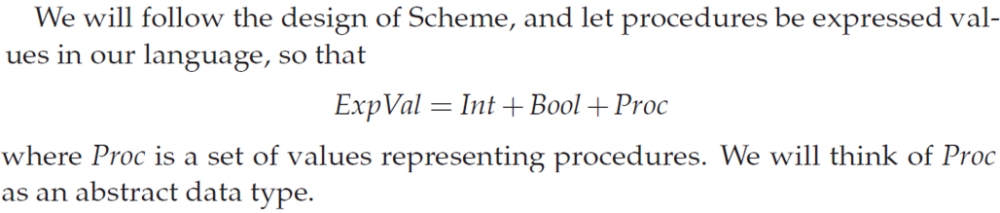 We will follow the design of Scheme, and let procedures be expressed val-
ues in our language, so that
ExpVal = Int + Bool + Proc
where Proc is a set of values representing procedures. We will think of Proc
as an abstract data type.